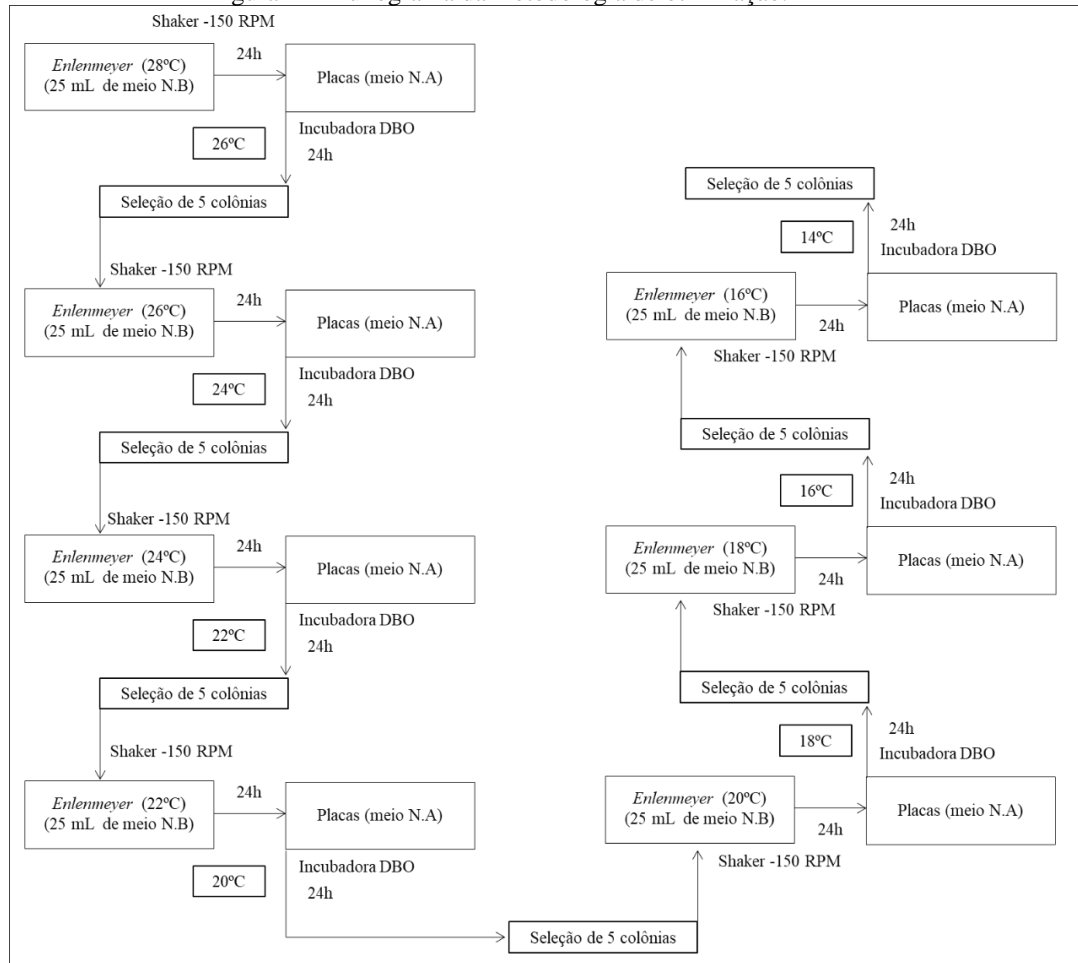 da metodologia de
Shaker -150 RPM
Enlenmeyer (28ºC)
(25 mL de meio N.B)
24h
Placas (meio N.A)
26ºC
Incubadora DBO
24h
Seleção de 5 colônias
Shaker -150 RPM
Enlenmeyer (26ºC)
(25 mL de meio N.B)
24h
Placas (meio N.A)
24ºC
Incubadora DBO
24h
Seleção de 5 colônias
Shaker -150 RPM
Enlenmeyer (24ºC)
(25 mL de meio N.B)
24h
Placas (meio N.A)
22ºC
Incubadora DBO
24h
Seleção de 5 colônias
Shaker -150 RPM
Enlenmeyer (22ºC)
(25 mL de meio N.B)
24h
Placas (meio N.A)
20ºC
Incubadora DBO
24h
Seleção de 5 colônias
Shaker -150 RPM
Enlenmeyer (20ºC)
(25 mL de meio N.B)
24h
Placas (meio N.A)
18ºC
Incubadora DBO
24h
Seleção de 5 colônias
Shaker -150 RPM
Enlenmeyer (18ºC)
(25 mL de meio N.B)
24h
Placas (meio N.A)
16ºC
Incubadora DBO
24h
Seleção de 5 colônias
Shaker -150 RPM
Enlenmeyer (16ºC)
(25 mL de meio N.B)
24h
Placas (meio N.A)
14ºC
Incubadora DBO
24h
Seleção de 5 colônias